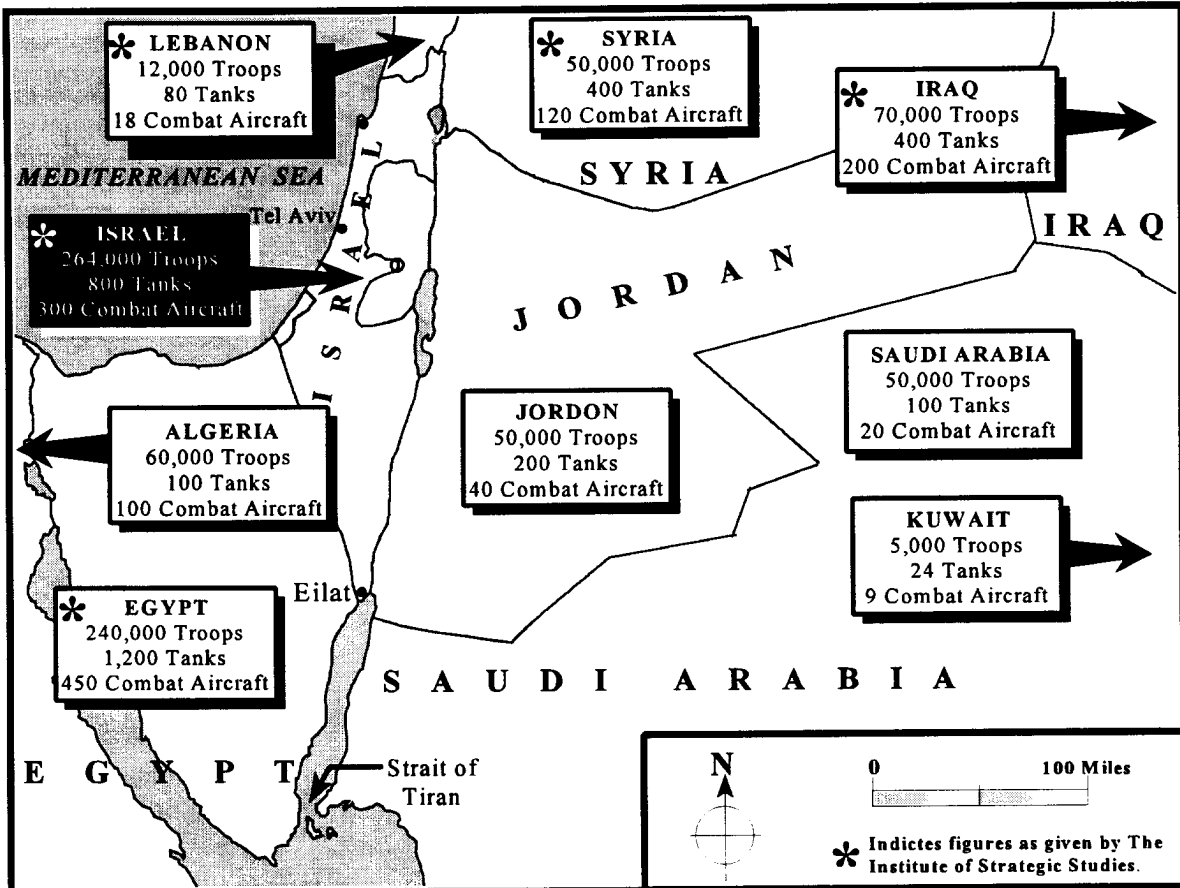 * LEBANON
12,000 Troops
80 Tanks
18 Combat Aircraft
* SYRIA
50,000 Troops
400 Tanks
120 Combat Aircraft
* IRAQ
70,000 Troops
400 Tanks
200 Combat Aircraft
MEDITERRANEAN SEA
SYRIA
Tel Aviv
* ISRAEL
264,000 Troops
800 Tanks
300 Combat Aircraft
ISRAEL
JORDAN
IRAQ
ALGERIA
60,000 Troops
100 Tanks
100 Combat Aircraft
JORDON
50,000 Troops
200 Tanks
40 Combat Aircraft
SAUDI ARABIA
50,000 Troops
100 Tanks
20 Combat Aircraft
KUWAIT
5,000 Troops
24 Tanks
9 Combat Aircraft
Eilat
* EGYPT
240,000 Troops
1,200 Tanks
450 Combat Aircraft
SAUDI ARABIA
EGYPT
Strait of
Tiran
N
0 100 Miles
* Indictes figures as given by The
Institute of Strategic Studies.